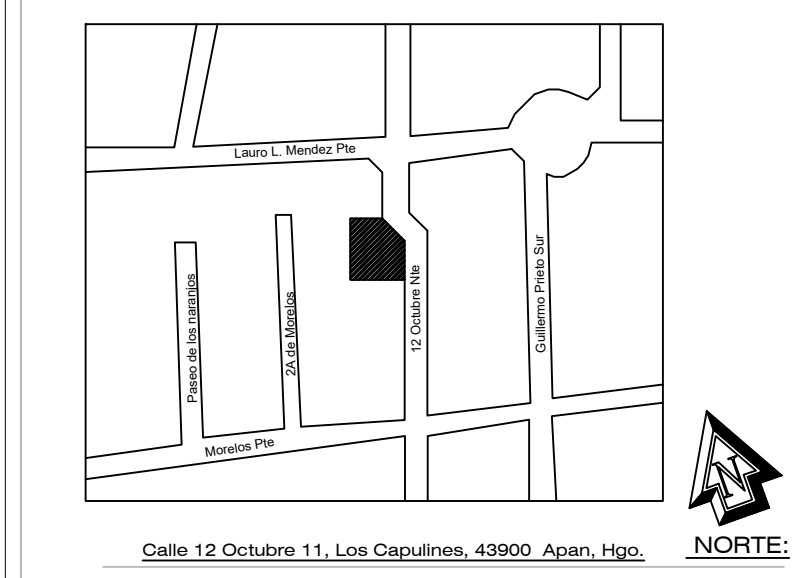 Lauro L. Mendez Pte
Paseo de los naranjos
2A de Morelos
12 Octubre Nte
Guillermo Prieto Sur
Morelos Pte
N
Calle 12 Octubre 11, Los Capulines, 43900 Apan, Hgo.
NORTE: